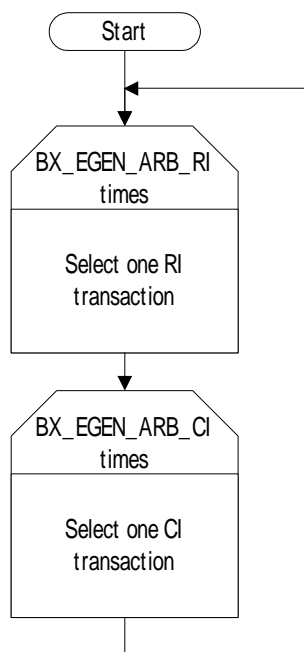 Start
BX_EGEN_ARB_RI
times
Select one RI
transaction
BX_EGEN_ARB_CI
times
Select one CI
transaction